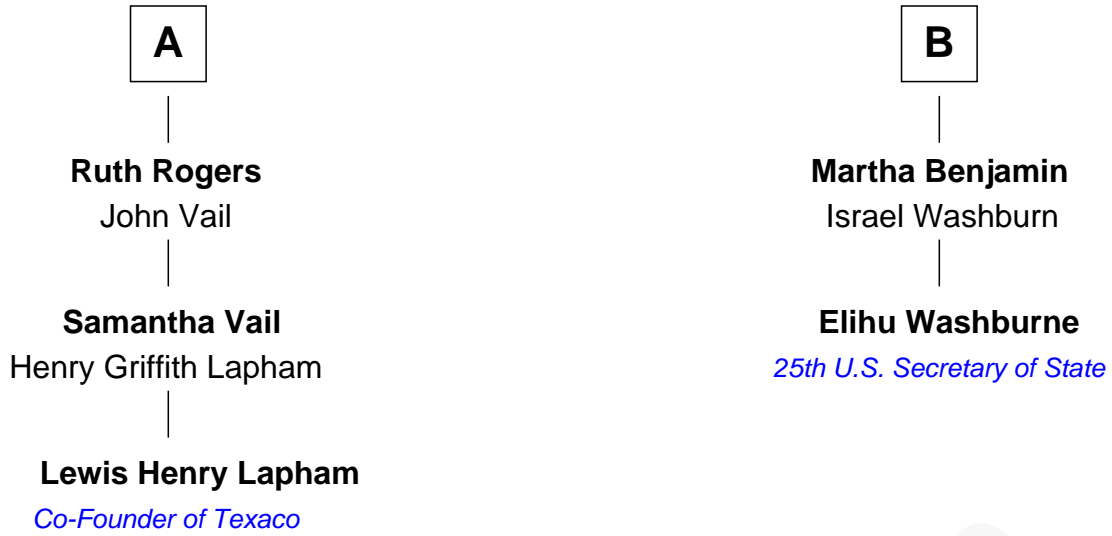 A
Ruth Rogers
John Vail
Samantha Vail
Henry Griffith Lapham
Lewis Henry Lapham
Co-Founder of Texaco
B
Martha Benjamin
Israel Washburn
Elihu Washburne
25th U.S. Secretary of State